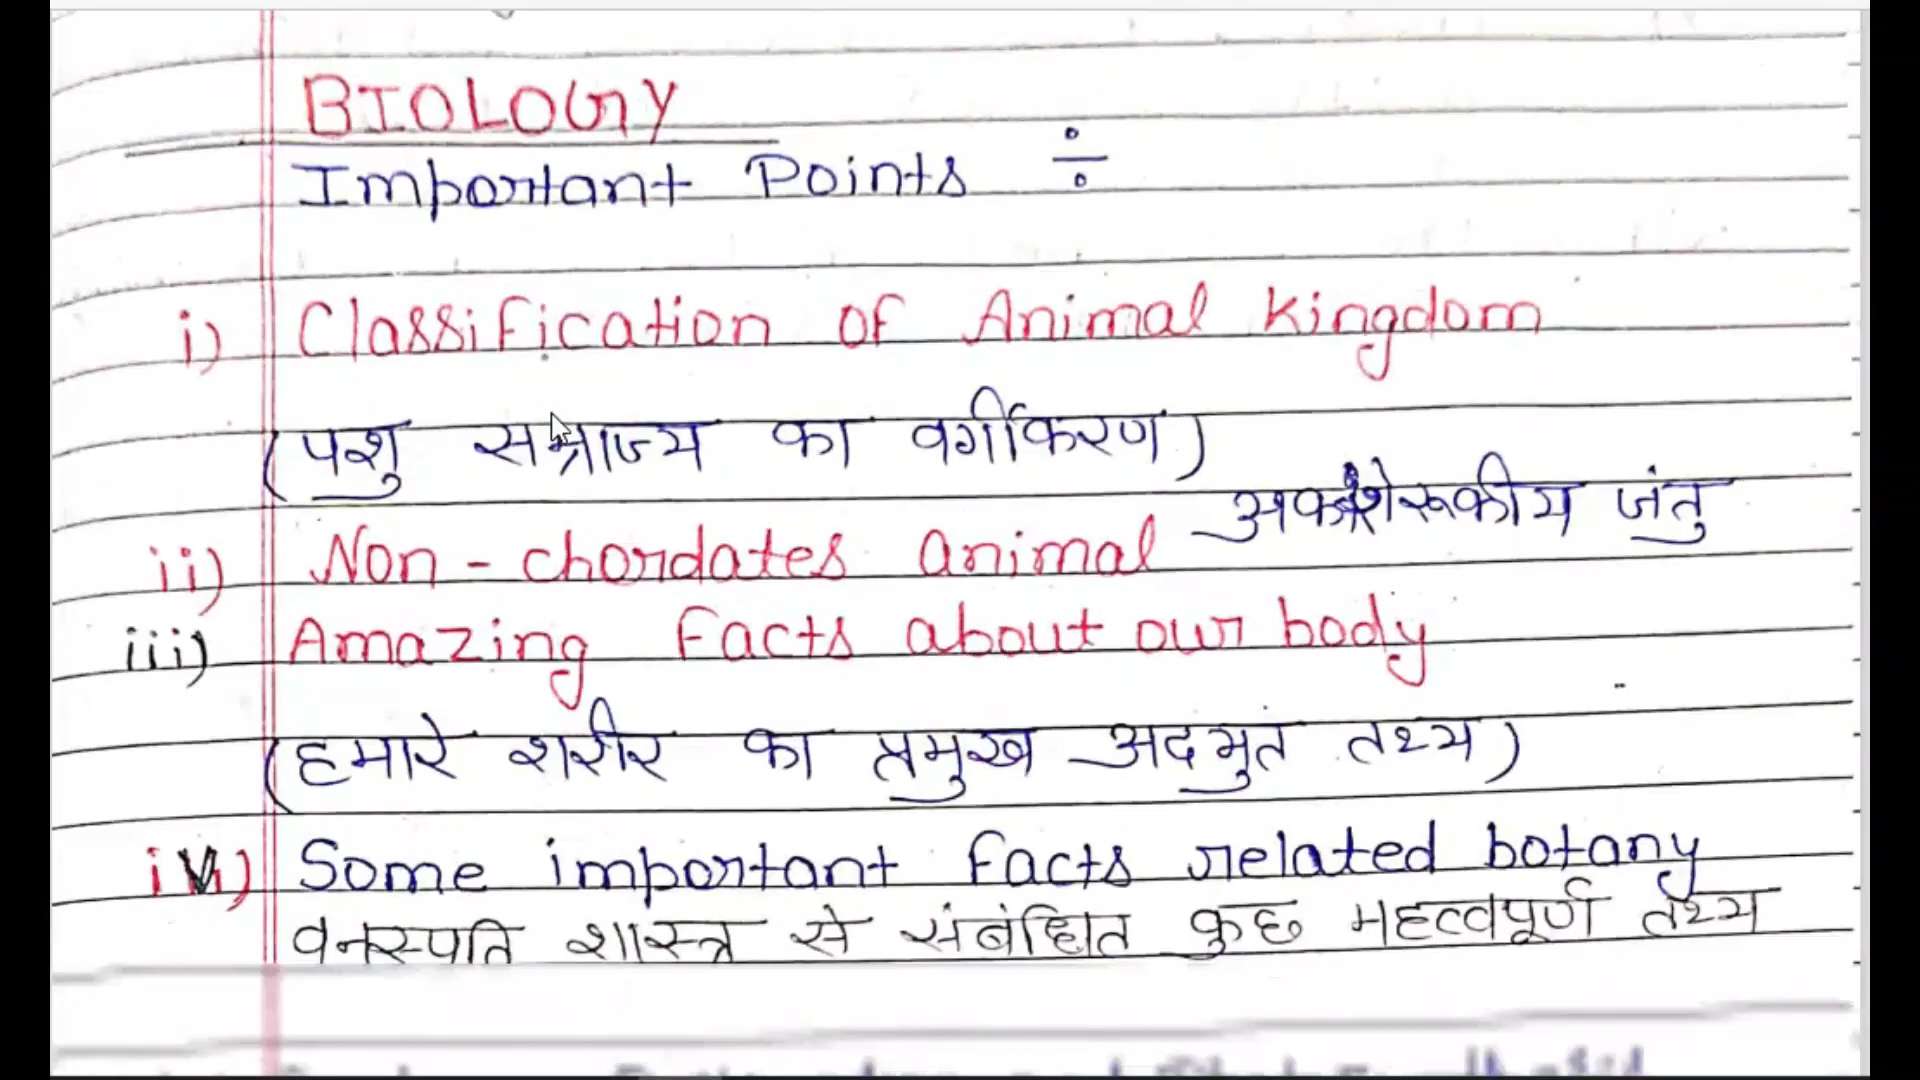 BIOLOGY
Important Points ÷
i) Classification of Animal Kingdom
(पशु सम्राज्य का वर्गीकरण)
अकशेरूकीय जंतु
ii) Non-chordates animal
iii) Amazing Facts about our body
(हमारे शरीर का प्रमुख अदभुत तथ्य)
iv) Some important Facts related botany
वनस्पति शास्त्र से संबंधित कुछ महत्वपूर्ण तथ्य